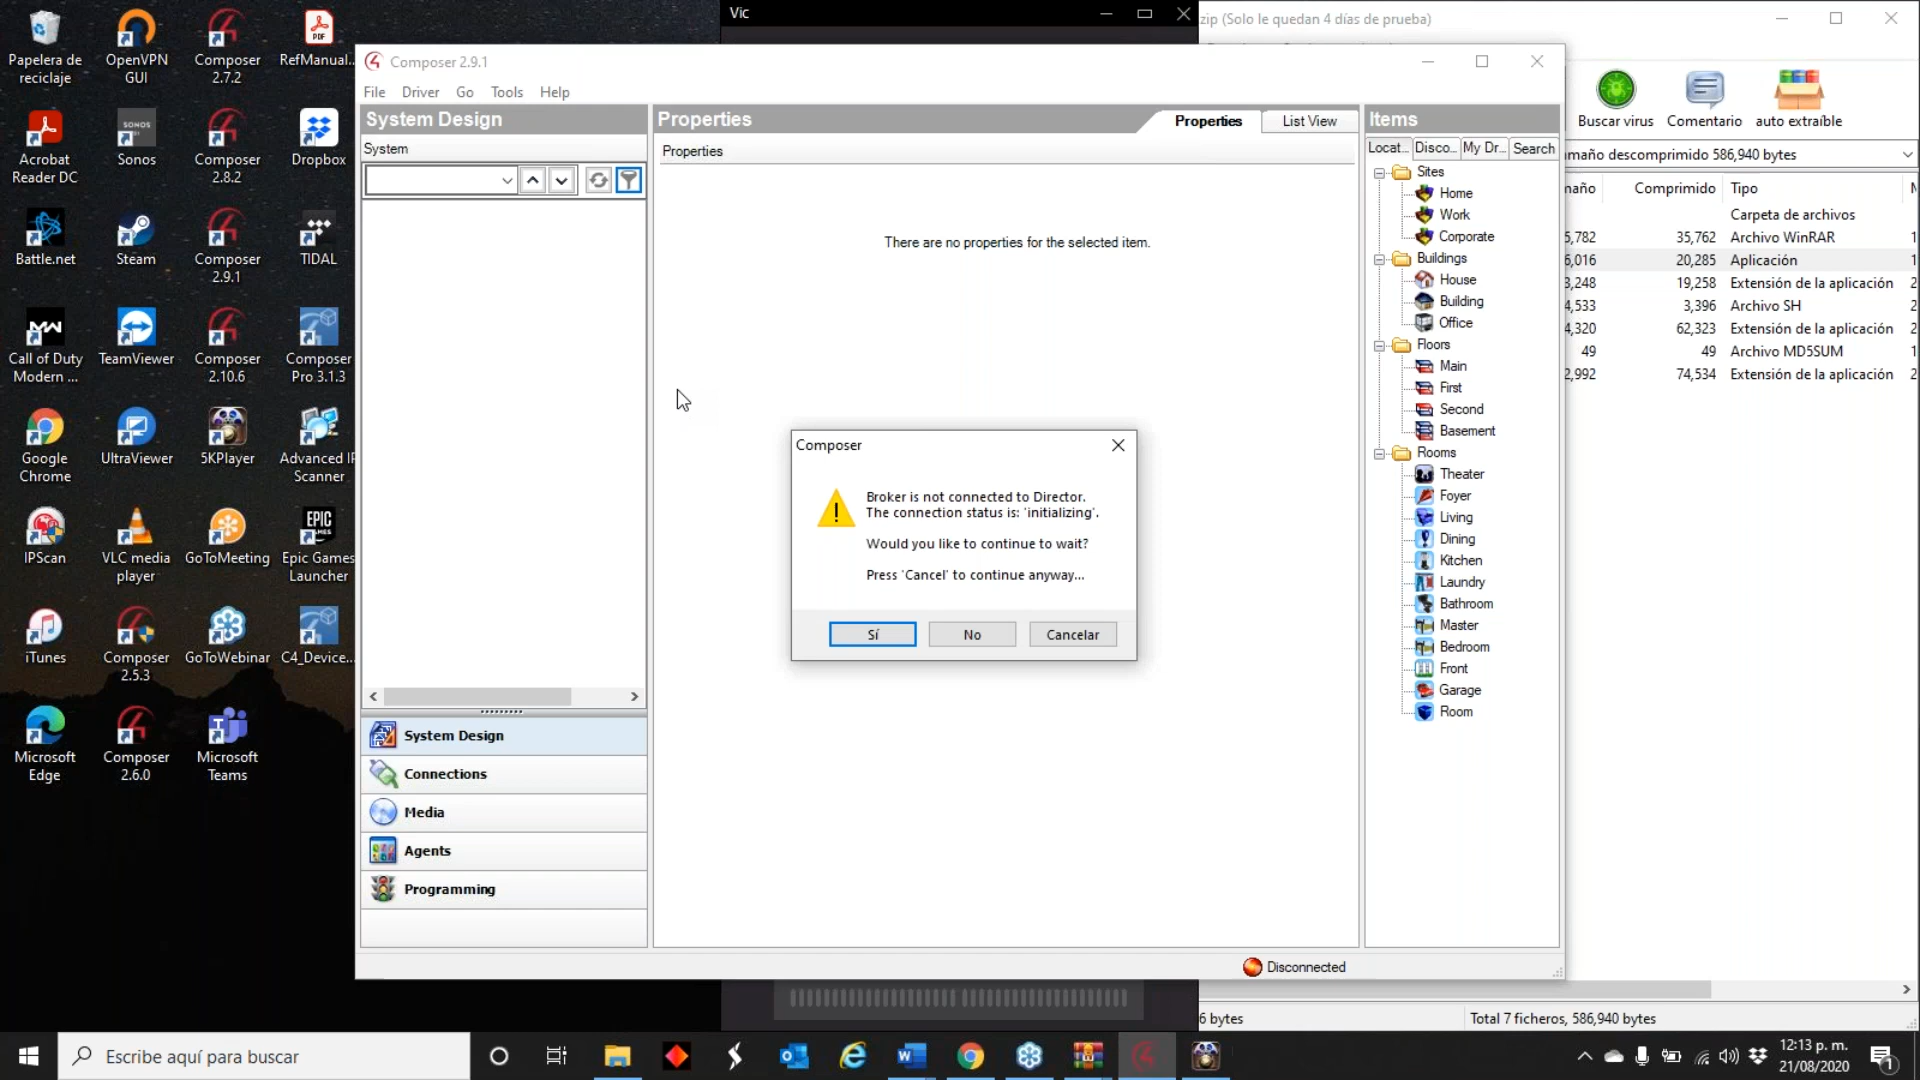 Papelera de
reciclaje
OpenVPN
GUI
Composer
2.7.2
RefManual...
Acrobat
Reader DC
Sonos
Composer
2.8.2
Dropbox
Battle.net
Steam
Composer
2.9.1
TIDAL
Call of Duty
Modern ...
TeamViewer
Composer
2.10.6
Composer
Pro 3.1.3
Google
Chrome
UltraViewer
5KPlayer
Advanced IP
Scanner
IPScan
VLC media
player
GoToMeeting
Epic Games
Launcher
iTunes
Composer
2.5.3
GoToWebinar
C4_Device...
Microsoft
Edge
Composer
2.6.0
Microsoft
Teams
Vic
zip (Solo le quedan 4 días de prueba)
Composer 2.9.1
File Driver Go Tools Help
System Design
System
System Design
Connections
Media
Agents
Programming
Properties
Properties
List View
Properties
There are no properties for the selected item.
Composer
Broker is not connected to Director.
The connection status is: 'initializing'.
Would you like to continue to wait?
Press 'Cancel' to continue anyway...
Sí
No
Cancelar
Disconnected
Items
Locat... Disco... My Dr... Search
Sites
Home
Work
Corporate
Buildings
House
Building
Office
Floors
Main
First
Second
Basement
Rooms
Theater
Foyer
Living
Dining
Kitchen
Laundry
Bathroom
Master
Bedroom
Front
Garage
Room
Buscar virus
Comentario
auto extraíble
maño descomprimido 586,940 bytes
maño Comprimido Tipo
Carpeta de archivos
5,782 35,762 Archivo WinRAR 1
6,016 20,285 Aplicación 1
3,248 19,258 Extensión de la aplicación 2
4,533 3,396 Archivo SH 2
4,320 62,323 Extensión de la aplicación 2
49 49 Archivo MD5SUM 1
2,992 74,534 Extensión de la aplicación 2
6 bytes
Total 7 ficheros, 586,940 bytes
Escribe aquí para buscar
12:13 p. m.
21/08/2020
1